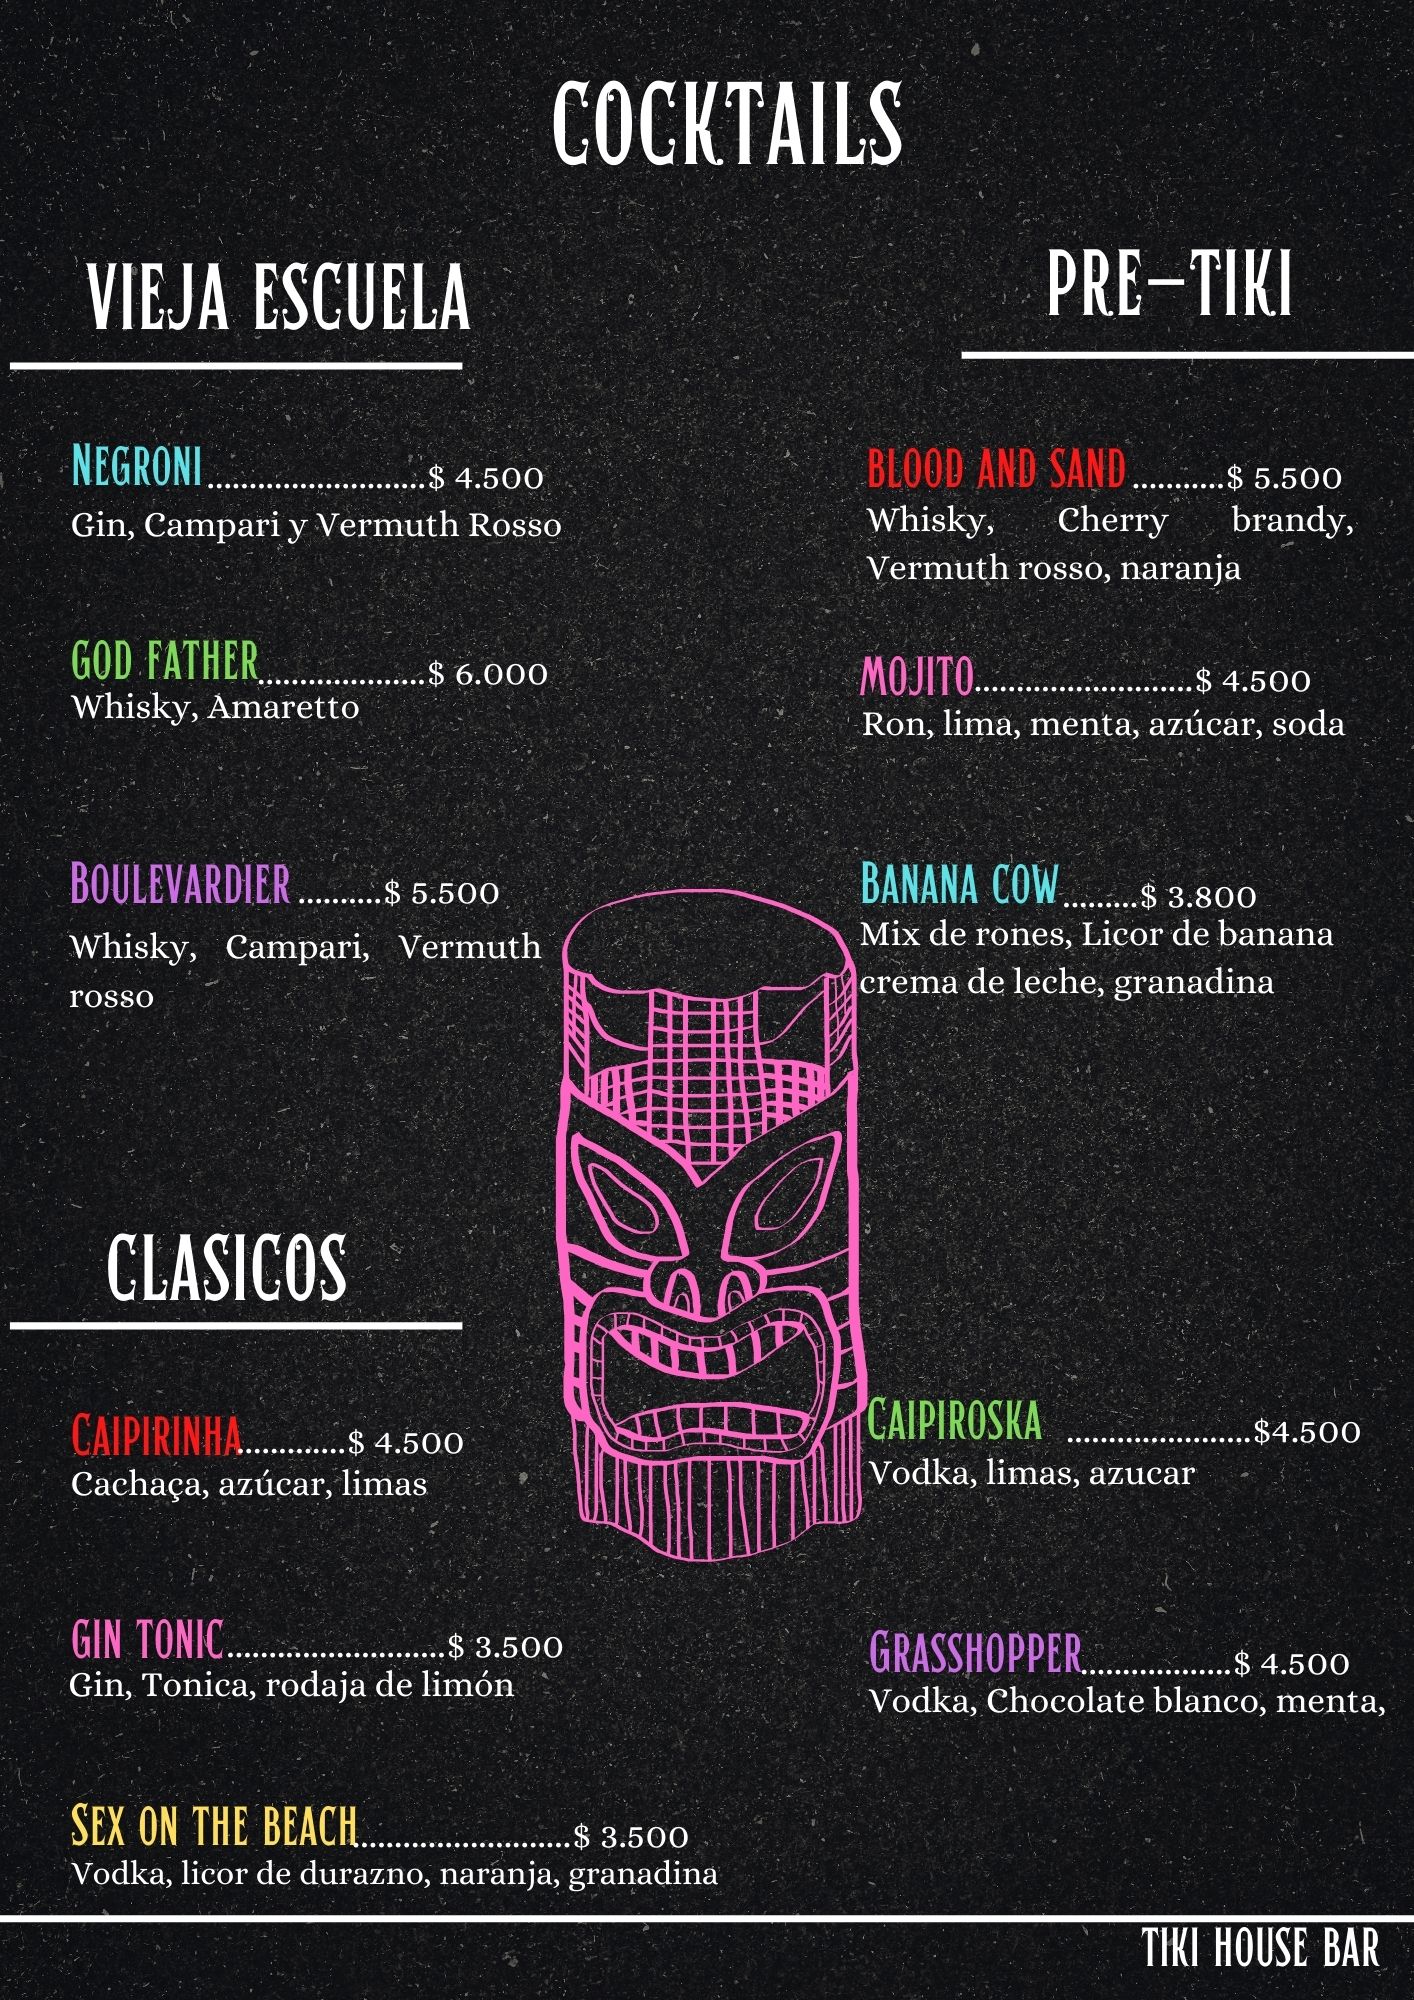 COCKTAILS
VIEJA ESCUELA
NEGRONI ..........................$ 4.500
Gin, Campari y Vermuth Rosso
GOD FATHER....................$ 6.000
Whisky, Amaretto
BOULEVARDIER ..........$ 5.500
Whisky, Campari, Vermuth
rosso
PRE-TIKI
BLOOD AND SAND ...........$ 5.500
Whisky, Cherry brandy,
Vermuth rosso, naranja
MOJITO..........................$ 4.500
Ron, lima, menta, azúcar, soda
BANANA COW.........$ 3.800
Mix de rones, Licor de banana
crema de leche, granadina
CLASICOS
CAIPIRINHA.............$ 4.500
Cachaça, azúcar, limas
GIN TONIC..........................$ 3.500
Gin, Tonica, rodaja de limón
SEX ON THE BEACH..........................$ 3.500
Vodka, licor de durazno, naranja, granadina
CAIPIROSKA ......................$4.500
Vodka, limas, azucar
GRASSHOPPER..................$ 4.500
Vodka, Chocolate blanco, menta,
TIKI HOUSE BAR